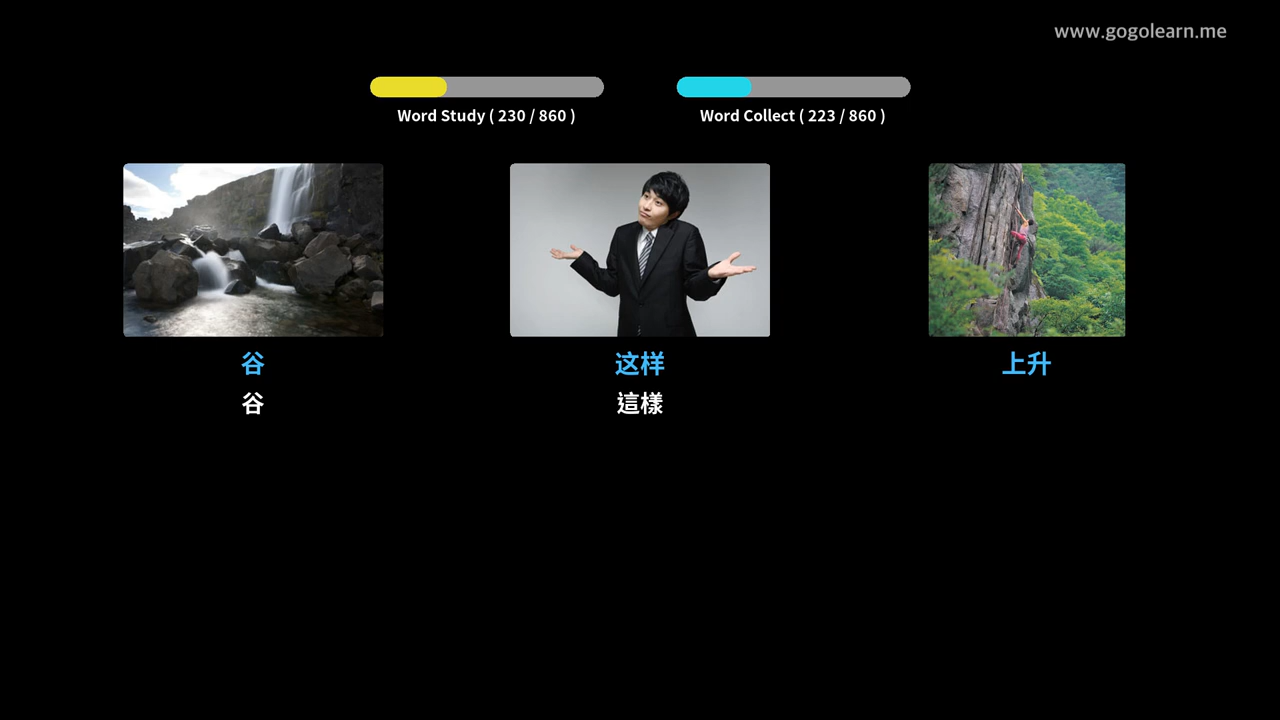 www.gogolearn.me
Word Study ( 230 / 860 )
Word Collect ( 223 / 860 )
谷
这样
上升
谷
這樣